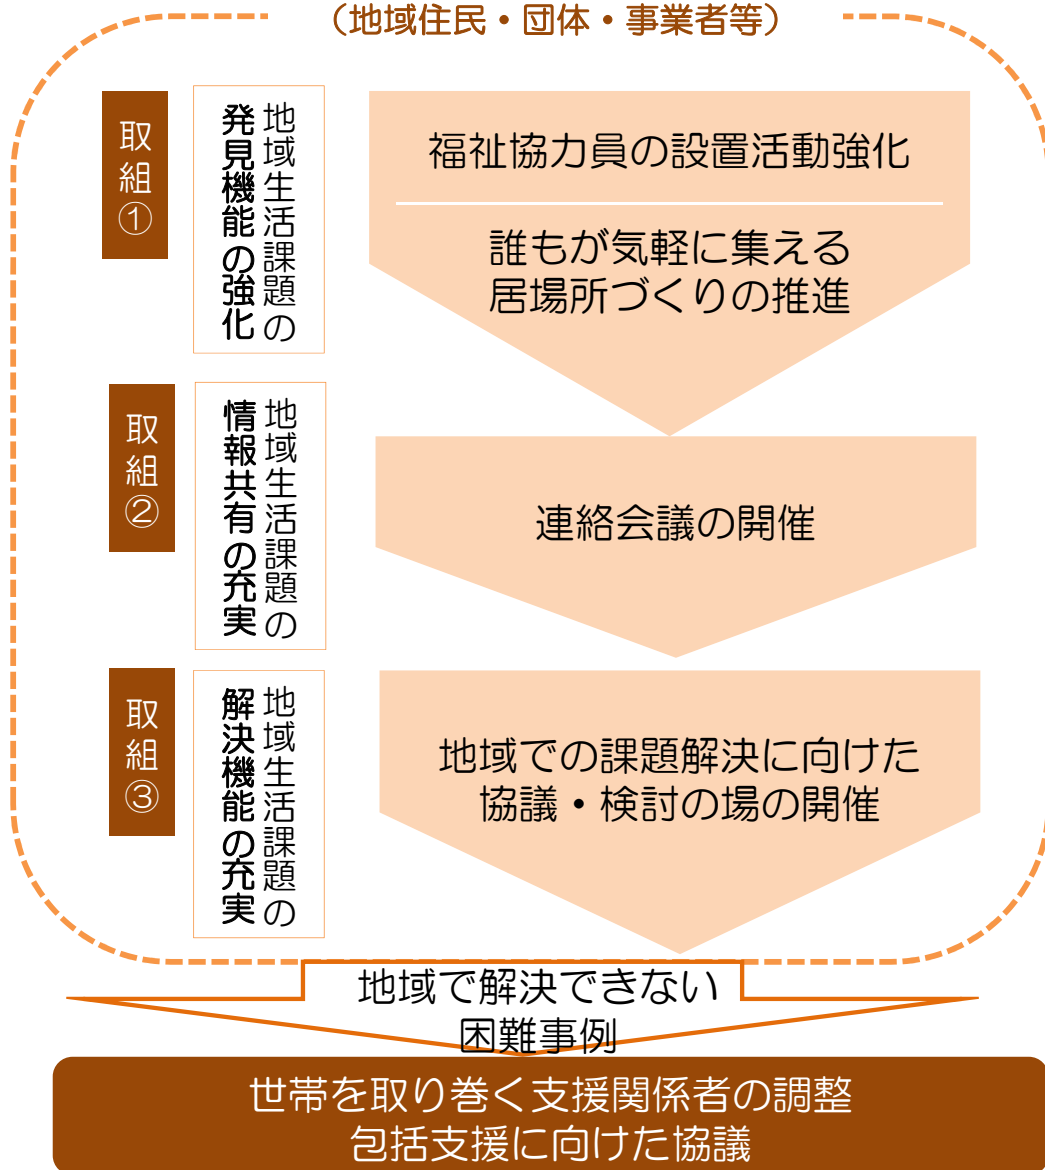 （地域住民・団体・事業者等）
取組①
地域生活課題の
発見機能の強化
福祉協力員の設置活動強化
誰もが気軽に集える
居場所づくりの推進
取組②
地域生活課題の
情報共有の充実
連絡会議の開催
取組③
地域生活課題の
解決機能の充実
地域での課題解決に向けた
協議・検討の場の開催
地域で解決できない
困難事例
世帯を取り巻く支援関係者の調整
包括支援に向けた協議